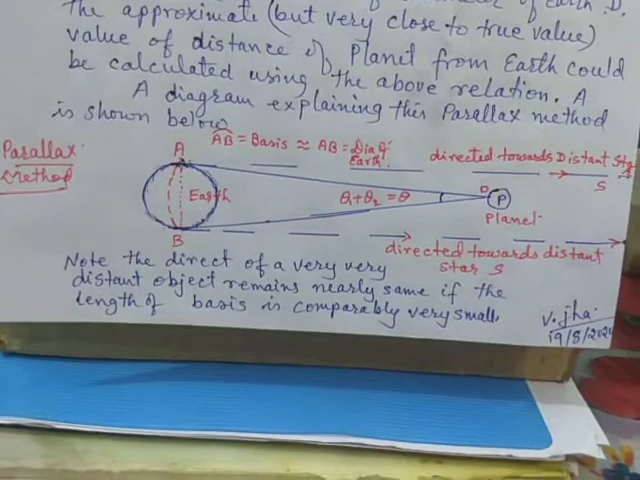 of earth D.
the approximate (but very close to true value)
value of distance of Planet from Earth could
be calculated using the above relation. A
A diagram explaining this Parallax method
is shown below
Parallax
Method
AB = Basis ≈ AB = Dia of
Earth
directed towards Distant Star
S
A
Earth
θ₁+θ₂ = θ
O
P
Planet
B
directed towards distant
star S
Note the direct of a very very
distant object remains nearly same if the
length of basis is comparably very small
V. Jha
19/8/2024